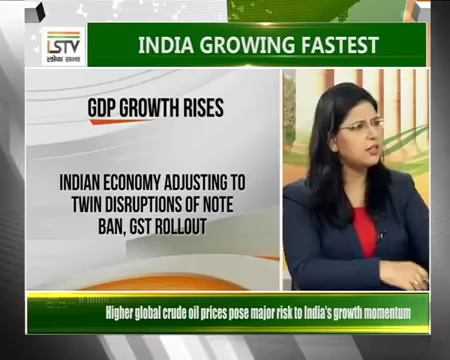 LSTV
लोक सभा
INDIA GROWING FASTEST
GDP GROWTH RISES
INDIAN ECONOMY ADJUSTING TO
TWIN DISRUPTIONS OF NOTE
BAN, GST ROLLOUT
Higher global crude oil prices pose major risk to India's growth momentum